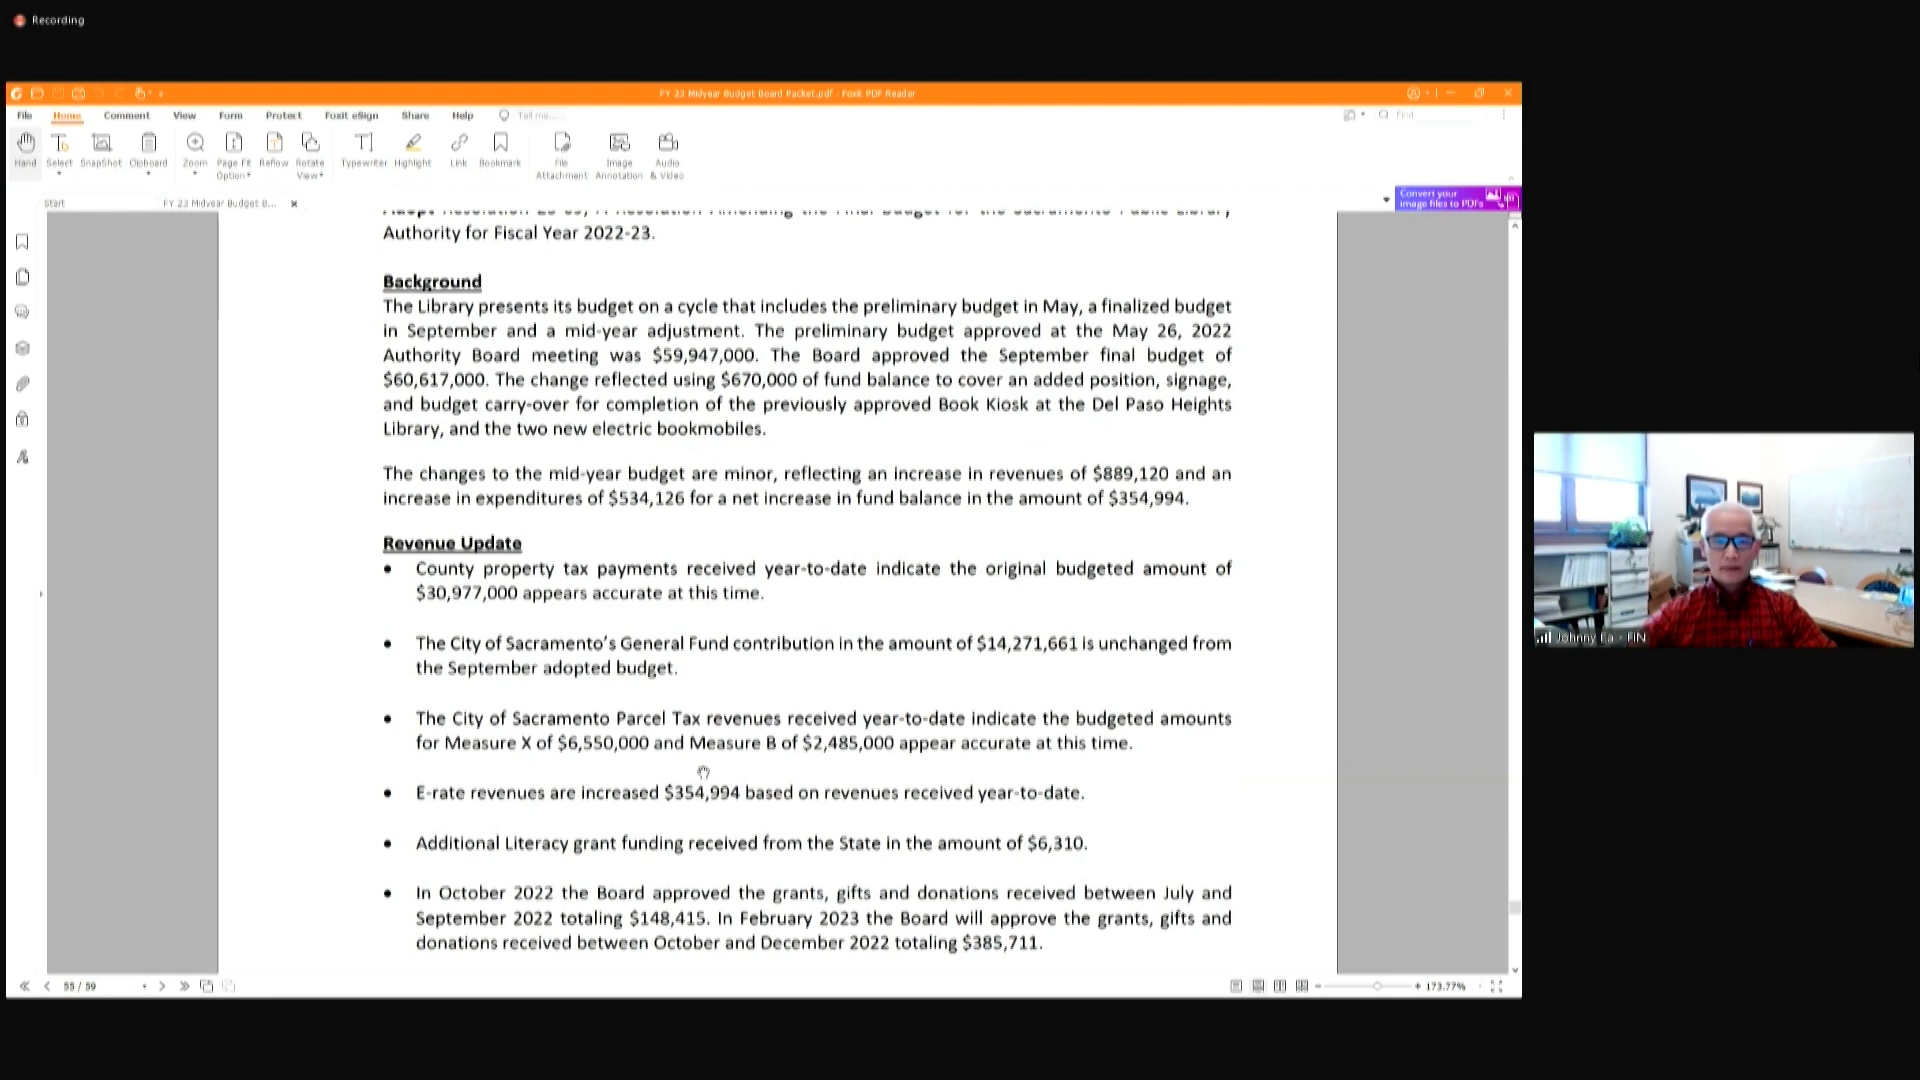 Recording
FY 23 Midyear Budget Board Packet.pdf - Foxit PDF Reader
File Home Comment View Form Protect Foxit eSign Share Help Tell me... Find
Hand Select SnapShot Clipboard Zoom Page Fit Option Reflow Rotate View Typewriter Highlight Link Bookmark File Attachment Image Annotation Audio & Video
Start FY 23 Midyear Budget B...
Convert your
image files to PDFs
Authority for Fiscal Year 2022-23.
Background
The Library presents its budget on a cycle that includes the preliminary budget in May, a finalized budget
in September and a mid-year adjustment. The preliminary budget approved at the May 26, 2022
Authority Board meeting was $59,947,000. The Board approved the September final budget of
$60,617,000. The change reflected using $670,000 of fund balance to cover an added position, signage,
and budget carry-over for completion of the previously approved Book Kiosk at the Del Paso Heights
Library, and the two new electric bookmobiles.
The changes to the mid-year budget are minor, reflecting an increase in revenues of $889,120 and an
increase in expenditures of $534,126 for a net increase in fund balance in the amount of $354,994.
Revenue Update
• County property tax payments received year-to-date indicate the original budgeted amount of
$30,977,000 appears accurate at this time.
• The City of Sacramento's General Fund contribution in the amount of $14,271,661 is unchanged from
the September adopted budget.
• The City of Sacramento Parcel Tax revenues received year-to-date indicate the budgeted amounts
for Measure X of $6,550,000 and Measure B of $2,485,000 appear accurate at this time.
• E-rate revenues are increased $354,994 based on revenues received year-to-date.
• Additional Literacy grant funding received from the State in the amount of $6,310.
• In October 2022 the Board approved the grants, gifts and donations received between July and
September 2022 totaling $148,415. In February 2023 the Board will approve the grants, gifts and
donations received between October and December 2022 totaling $385,711.
55 / 59
173.77%
Johnny Ea - FIN